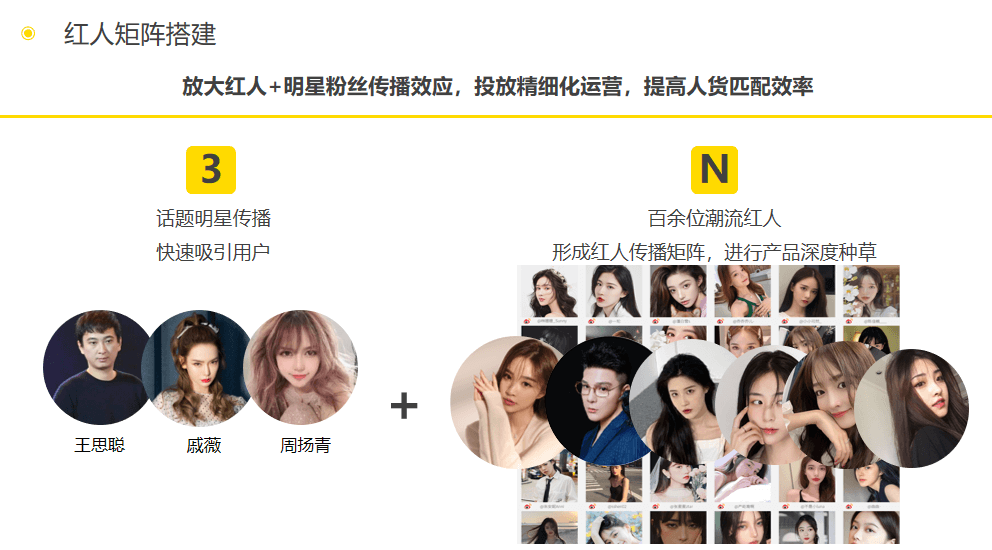 红人矩阵搭建
放大红人+明星粉丝传播效应，投放精细化运营，提高人货匹配效率
3
话题明星传播
快速吸引用户
王思聪
戚薇
周扬青
+
N
百余位潮流红人
形成红人传播矩阵，进行产品深度种草